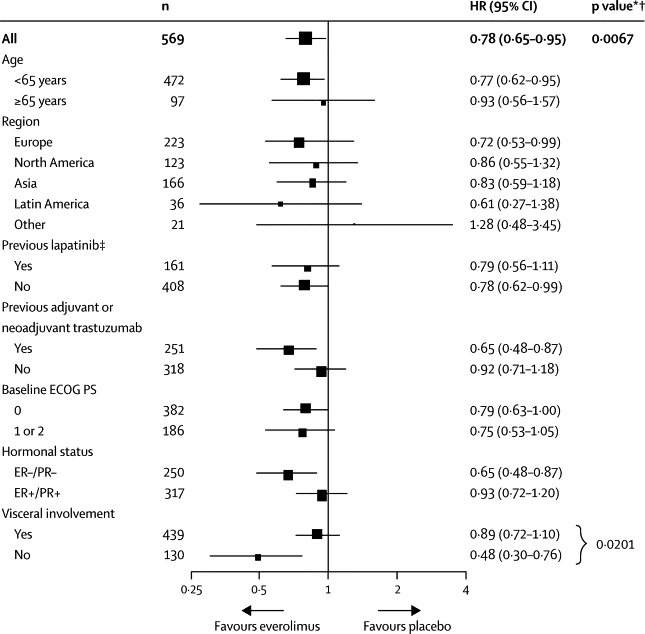 n HR (95% CI) p value*†
All 569 0·78 (0·65–0·95) 0·0067
Age
<65 years 472 0·77 (0·62–0·95)
≥65 years 97 0·93 (0·56–1·57)
Region
Europe 223 0·72 (0·53–0·99)
North America 123 0·86 (0·55–1·32)
Asia 166 0·83 (0·59–1·18)
Latin America 36 0·61 (0·27–1·38)
Other 21 1·28 (0·48–3·45)
Previous lapatinib‡
Yes 161 0·79 (0·56–1·11)
No 408 0·78 (0·62–0·99)
Previous adjuvant or
neoadjuvant trastuzumab
Yes 251 0·65 (0·48–0·87)
No 318 0·92 (0·71–1·18)
Baseline ECOG PS
0 382 0·79 (0·63–1·00)
1 or 2 186 0·75 (0·53–1·05)
Hormonal status
ER–/PR– 250 0·65 (0·48–0·87)
ER+/PR+ 317 0·93 (0·72–1·20)
Visceral involvement
Yes 439 0·89 (0·72–1·10)
0·0201
No 130 0·48 (0·30–0·76)
0·25 0·5 1 2 4
Favours everolimus Favours placebo